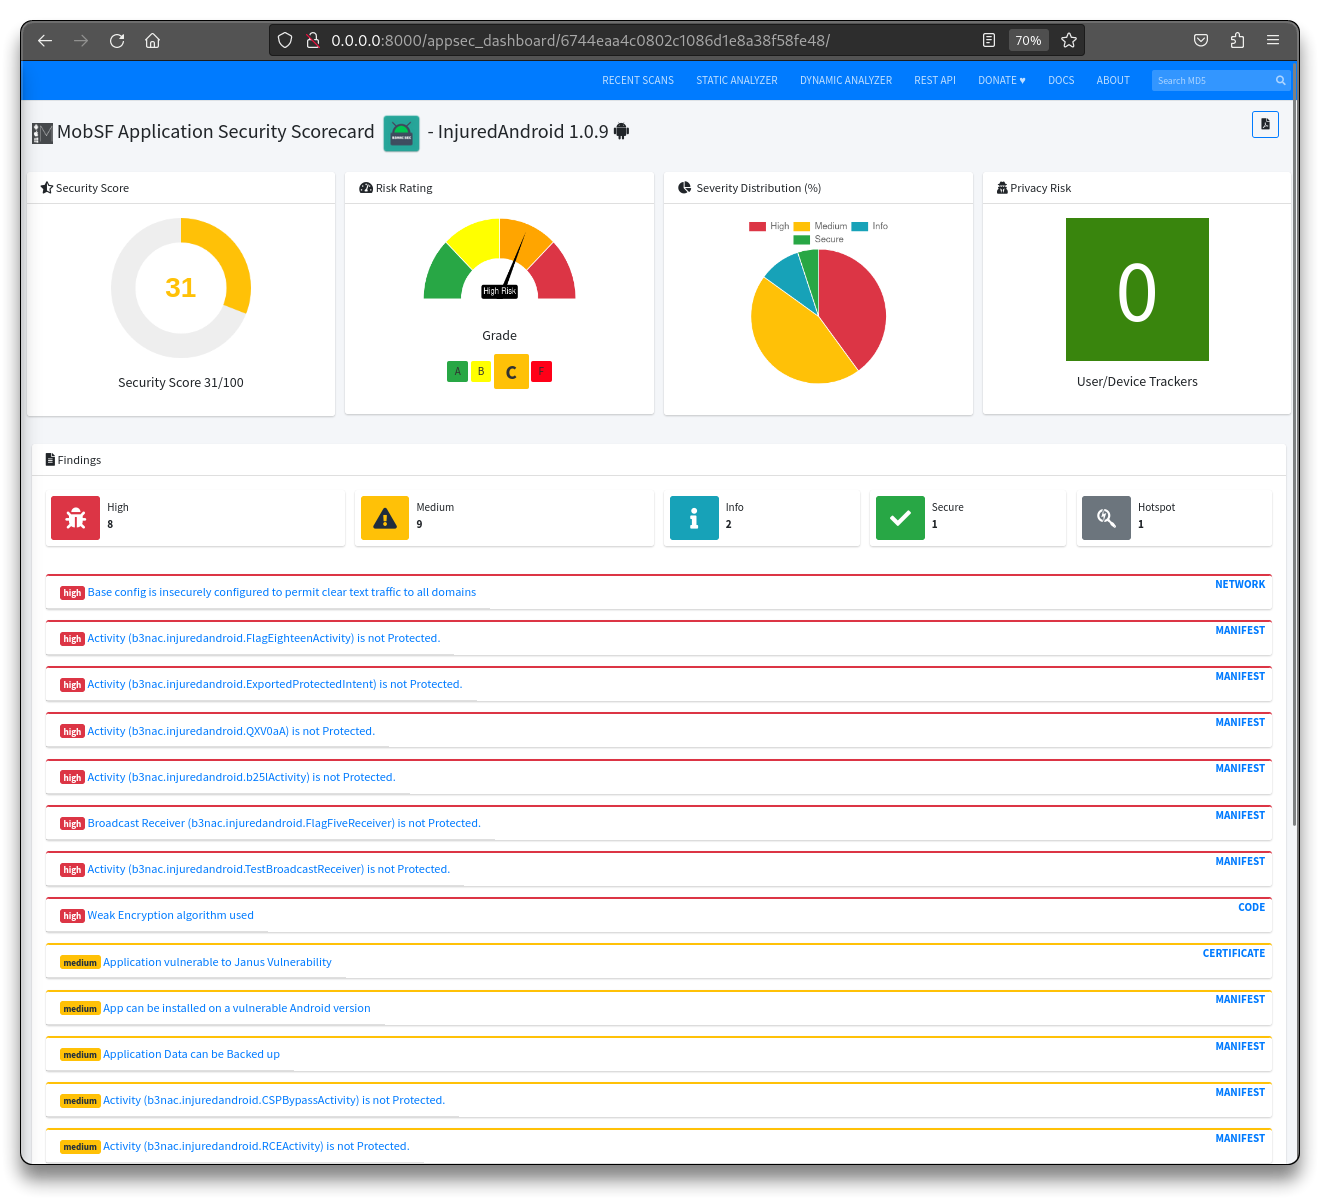 0.0.0.0:8000/appsec_dashboard/6744eaa4c0802c1086d1e8a38f58fe48/
70%
RECENT SCANS STATIC ANALYZER DYNAMIC ANALYZER REST API DONATE ♥ DOCS ABOUT Search MD5
MobSF Application Security Scorecard - InjuredAndroid 1.0.9
Security Score
31
Security Score 31/100
Risk Rating
High Risk
Grade
A B C F
Severity Distribution (%)
High Medium Info
Secure
Privacy Risk
0
User/Device Trackers
Findings
High
8
Medium
9
Info
2
Secure
1
Hotspot
1
high Base config is insecurely configured to permit clear text traffic to all domains NETWORK
high Activity (b3nac.injuredandroid.FlagEighteenActivity) is not Protected. MANIFEST
high Activity (b3nac.injuredandroid.ExportedProtectedIntent) is not Protected. MANIFEST
high Activity (b3nac.injuredandroid.QXV0aA) is not Protected. MANIFEST
high Activity (b3nac.injuredandroid.b25lActivity) is not Protected. MANIFEST
high Broadcast Receiver (b3nac.injuredandroid.FlagFiveReceiver) is not Protected. MANIFEST
high Activity (b3nac.injuredandroid.TestBroadcastReceiver) is not Protected. MANIFEST
high Weak Encryption algorithm used CODE
medium Application vulnerable to Janus Vulnerability CERTIFICATE
medium App can be installed on a vulnerable Android version MANIFEST
medium Application Data can be Backed up MANIFEST
medium Activity (b3nac.injuredandroid.CSPBypassActivity) is not Protected. MANIFEST
medium Activity (b3nac.injuredandroid.RCEActivity) is not Protected. MANIFEST